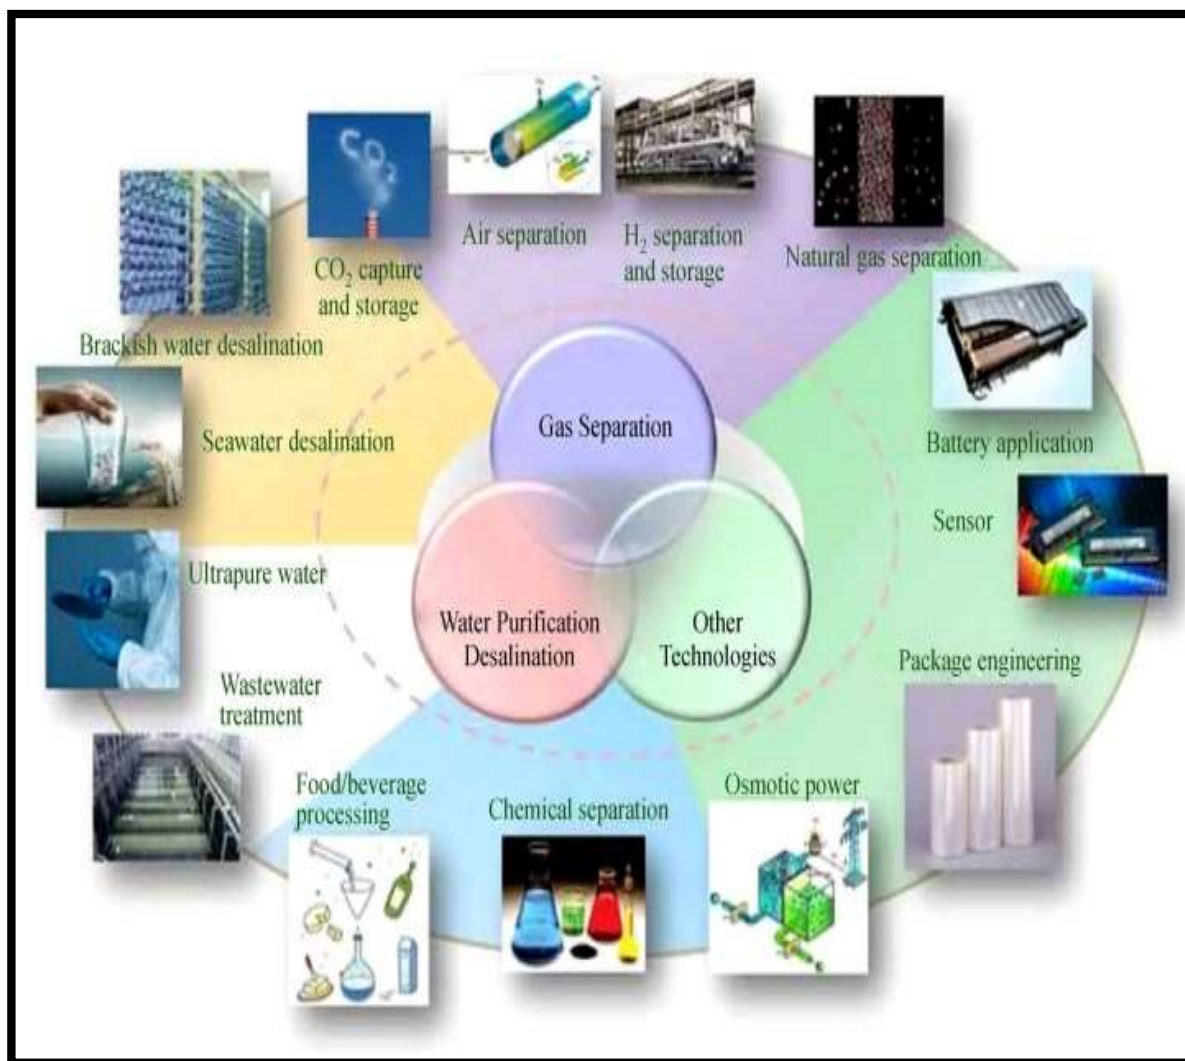 CO2
Air separation
H₂ separation
and storage
Natural gas separation
CO₂ capture
and storage
Brackish water desalination
Seawater desalination
Battery application
Sensor
Ultrapure water
Gas Separation
Water Purification
Desalination
Other
Technologies
Package engineering
Wastewater
treatment
Food/beverage
processing
Chemical separation
Osmotic power